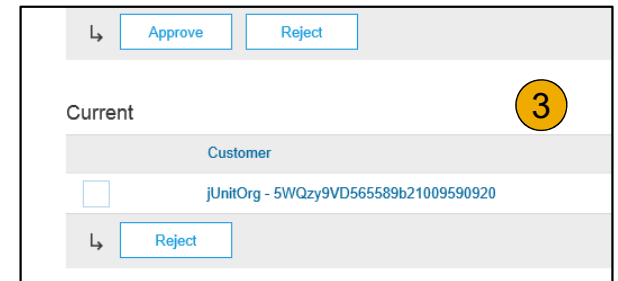 Approve Reject
Current
3
Customer
jUnitOrg - 5WQzy9VD565589b21009590920
Reject